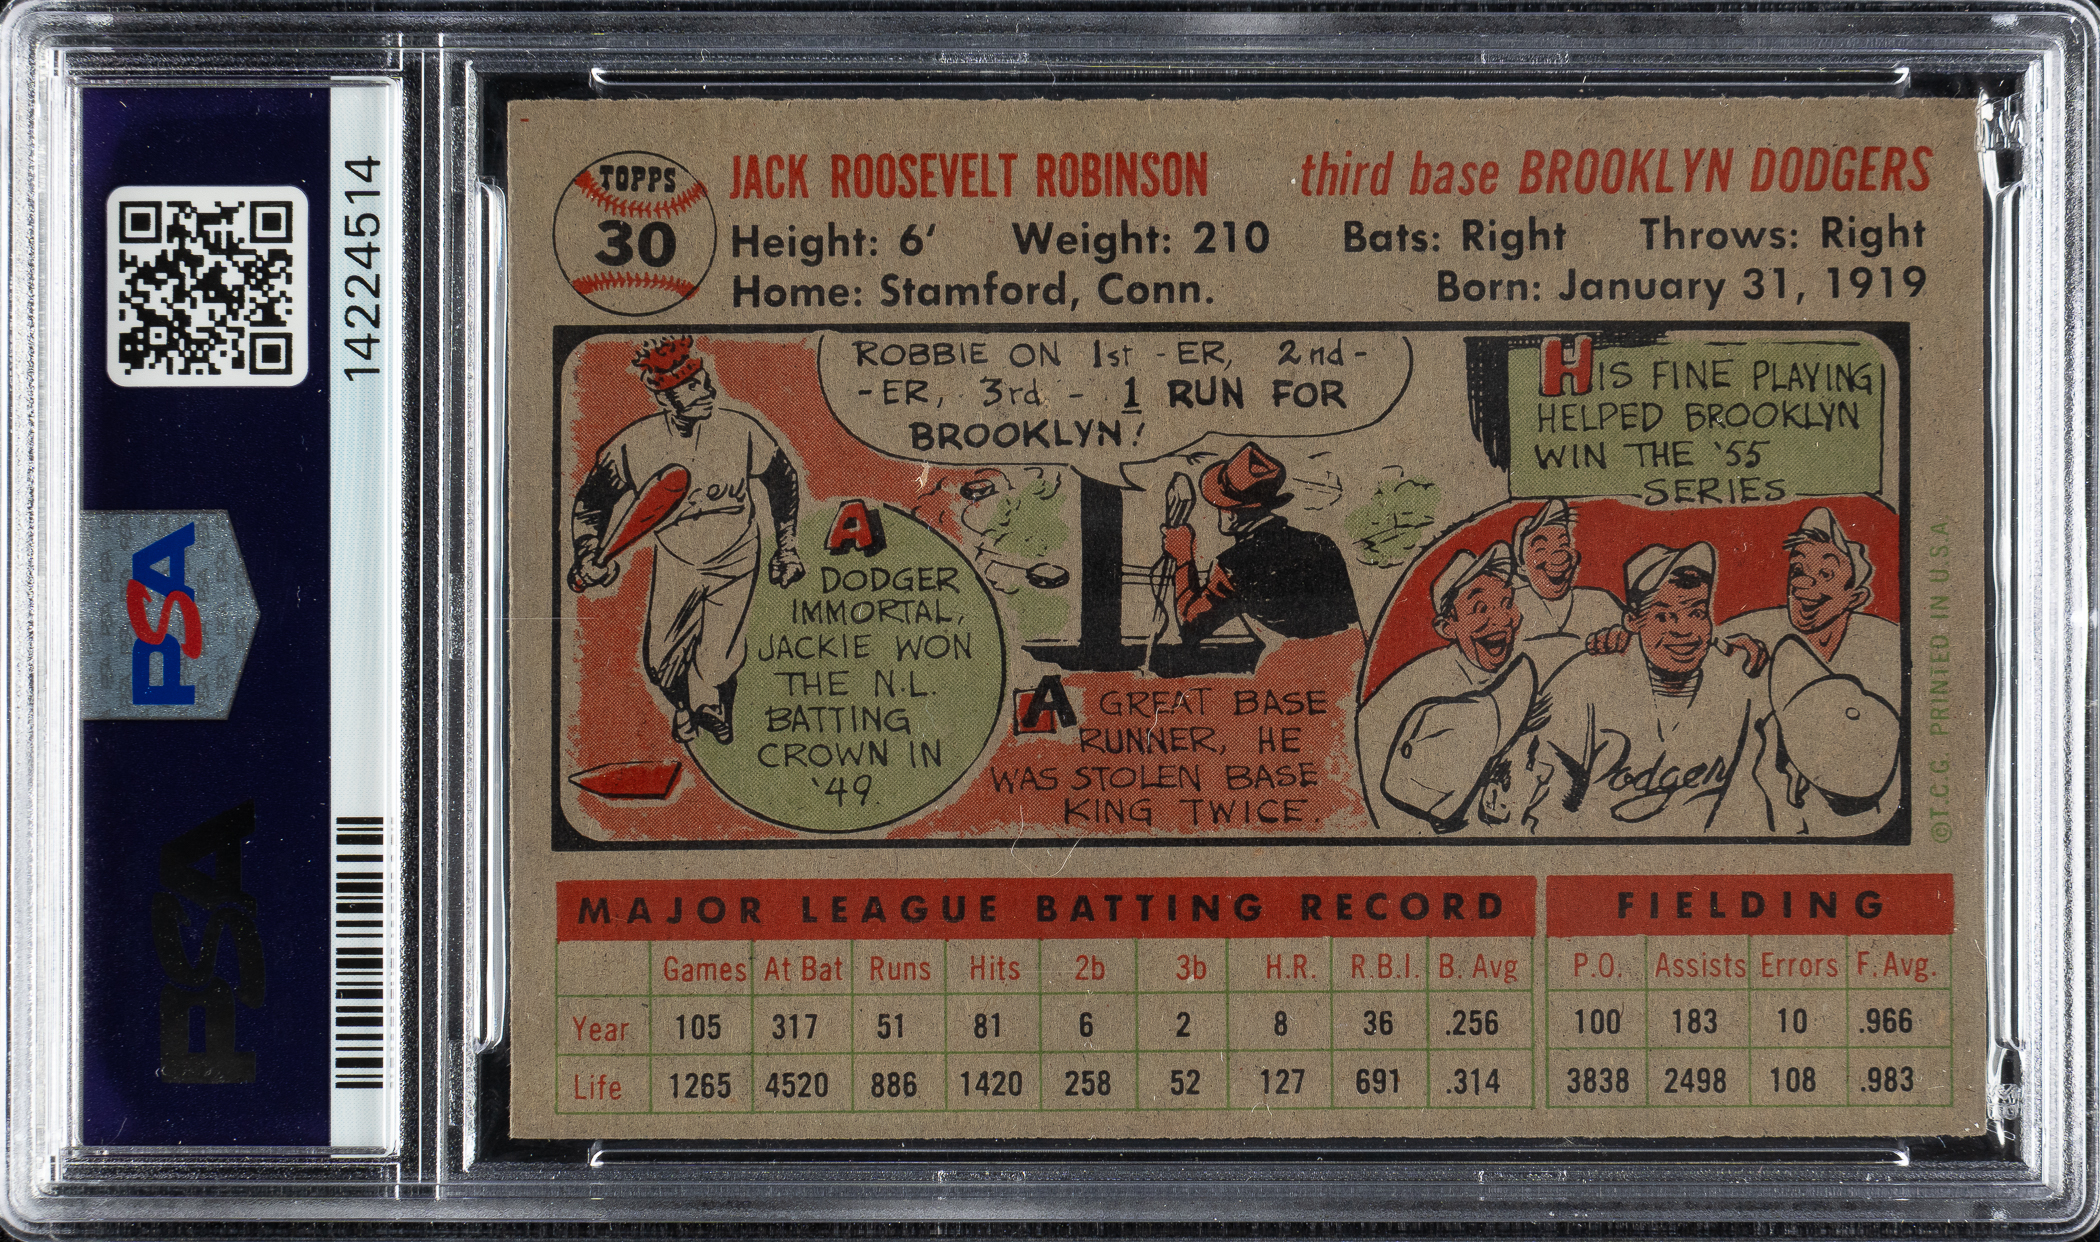 14224514
PSA
PSA
TOPPS
30
JACK ROOSEVELT ROBINSON third base BROOKLYN DODGERS
Height: 6' Weight: 210 Bats: Right Throws: Right
Home: Stamford, Conn. Born: January 31, 1919
ROBBIE ON 1st -ER, 2nd-
-ER, 3rd - 1 RUN FOR
BROOKLYN!
HIS FINE PLAYING
HELPED BROOKLYN
WIN THE '55
SERIES
A
DODGER
IMMORTAL,
JACKIE WON
THE N.L.
BATTING
CROWN IN
'49.
A GREAT BASE
RUNNER, HE
WAS STOLEN BASE
KING TWICE.
Dodgers
©T.C.G. PRINTED IN U.S.A.
MAJOR LEAGUE BATTING RECORD FIELDING
Games At Bat Runs Hits 2b 3b H.R. R.B.I. B. Avg P.O. Assists Errors F. Avg.
Year 105 317 51 81 6 2 8 36 .256 100 183 10 .966
Life 1265 4520 886 1420 258 52 127 691 .314 3838 2498 108 .983